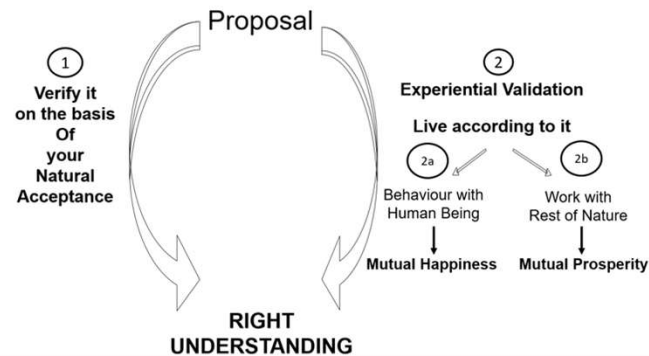 Proposal
1
Verify it
on the basis
Of
your
Natural
Acceptance
2
Experiential Validation
Live according to it
2a
Behaviour with
Human Being
Mutual Happiness
2b
Work with
Rest of Nature
Mutual Prosperity
RIGHT
UNDERSTANDING